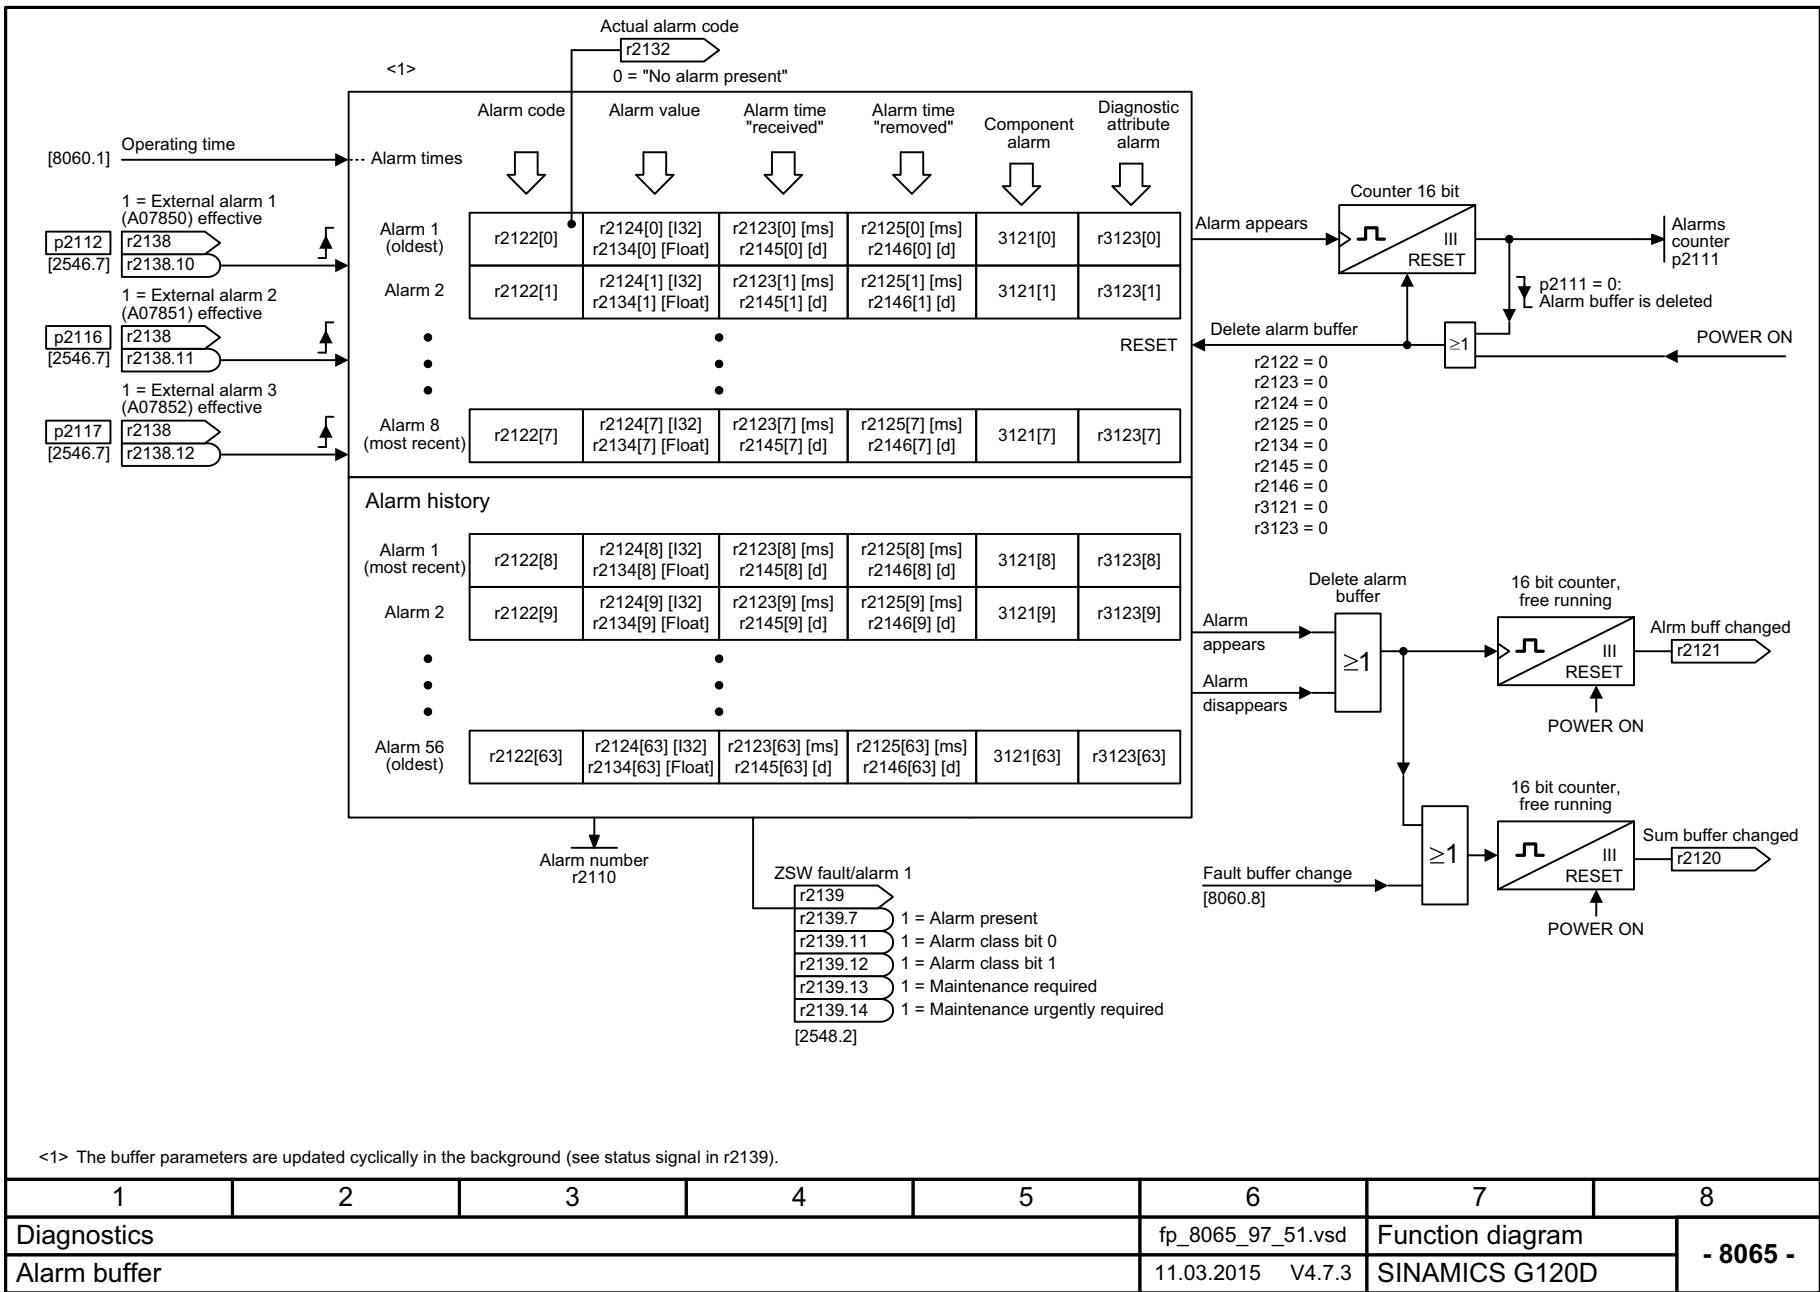 Actual alarm code
r2132
0 = "No alarm present"
<1>
Alarm code
Alarm value
Alarm time
"received"
Alarm time
"removed"
Component
alarm
Diagnostic
attribute
alarm
[8060.1]
Operating time
Alarm times
1 = External alarm 1
(A07850) effective
p2112
[2546.7]
r2138
r2138.10
1 = External alarm 2
(A07851) effective
p2116
[2546.7]
r2138
r2138.11
1 = External alarm 3
(A07852) effective
p2117
[2546.7]
r2138
r2138.12
Alarm 1
(oldest)
r2122[0]
r2124[0] [I32]
r2134[0] [Float]
r2123[0] [ms]
r2145[0] [d]
r2125[0] [ms]
r2146[0] [d]
3121[0]
r3123[0]
Alarm 2
r2122[1]
r2124[1] [I32]
r2134[1] [Float]
r2123[1] [ms]
r2145[1] [d]
r2125[1] [ms]
r2146[1] [d]
3121[1]
r3123[1]
RESET
Alarm 8
(most recent)
r2122[7]
r2124[7] [I32]
r2134[7] [Float]
r2123[7] [ms]
r2145[7] [d]
r2125[7] [ms]
r2146[7] [d]
3121[7]
r3123[7]
Alarm appears
Counter 16 bit
III
RESET
Alarms
counter
p2111
p2111 = 0:
Alarm buffer is deleted
≥1
POWER ON
Delete alarm buffer
r2122 = 0
r2123 = 0
r2124 = 0
r2125 = 0
r2134 = 0
r2145 = 0
r2146 = 0
r3121 = 0
r3123 = 0
Alarm history
Alarm 1
(most recent)
r2122[8]
r2124[8] [I32]
r2134[8] [Float]
r2123[8] [ms]
r2145[8] [d]
r2125[8] [ms]
r2146[8] [d]
3121[8]
r3123[8]
Alarm 2
r2122[9]
r2124[9] [I32]
r2134[9] [Float]
r2123[9] [ms]
r2145[9] [d]
r2125[9] [ms]
r2146[9] [d]
3121[9]
r3123[9]
Alarm 56
(oldest)
r2122[63]
r2124[63] [I32]
r2134[63] [Float]
r2123[63] [ms]
r2145[63] [d]
r2125[63] [ms]
r2146[63] [d]
3121[63]
r3123[63]
Alarm
appears
Alarm
disappears
Delete alarm
buffer
≥1
16 bit counter,
free running
III
RESET
POWER ON
Alrm buff changed
r2121
Fault buffer change
[8060.8]
≥1
16 bit counter,
free running
III
RESET
POWER ON
Sum buffer changed
r2120
Alarm number
r2110
ZSW fault/alarm 1
r2139
r2139.7 1 = Alarm present
r2139.11 1 = Alarm class bit 0
r2139.12 1 = Alarm class bit 1
r2139.13 1 = Maintenance required
r2139.14 1 = Maintenance urgently required
[2548.2]
<1> The buffer parameters are updated cyclically in the background (see status signal in r2139).
1 2 3 4 5 6 7 8
Diagnostics
fp_8065_97_51.vsd
Function diagram
- 8065 -
Alarm buffer
11.03.2015 V4.7.3
SINAMICS G120D